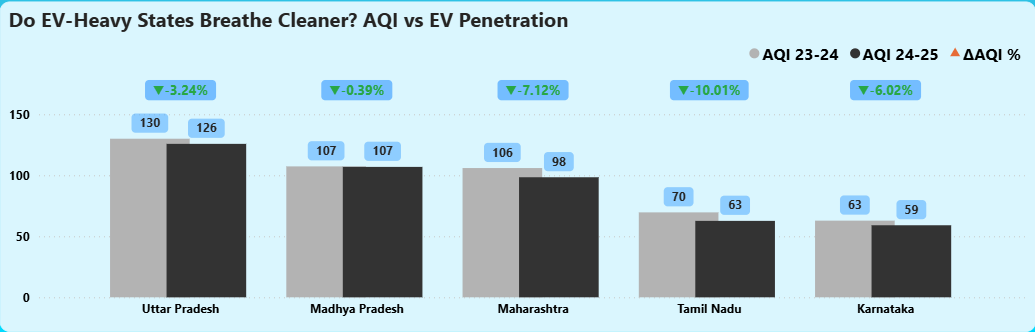 Do EV-Heavy States Breathe Cleaner? AQI vs EV Penetration
AQI 23-24 AQI 24-25 ΔAQI %
▼-3.24% ▼-0.39% ▼-7.12% ▼-10.01% ▼-6.02%
150
130 126 107 107 106 98 70 63 63 59
100
50
0
Uttar Pradesh Madhya Pradesh Maharashtra Tamil Nadu Karnataka